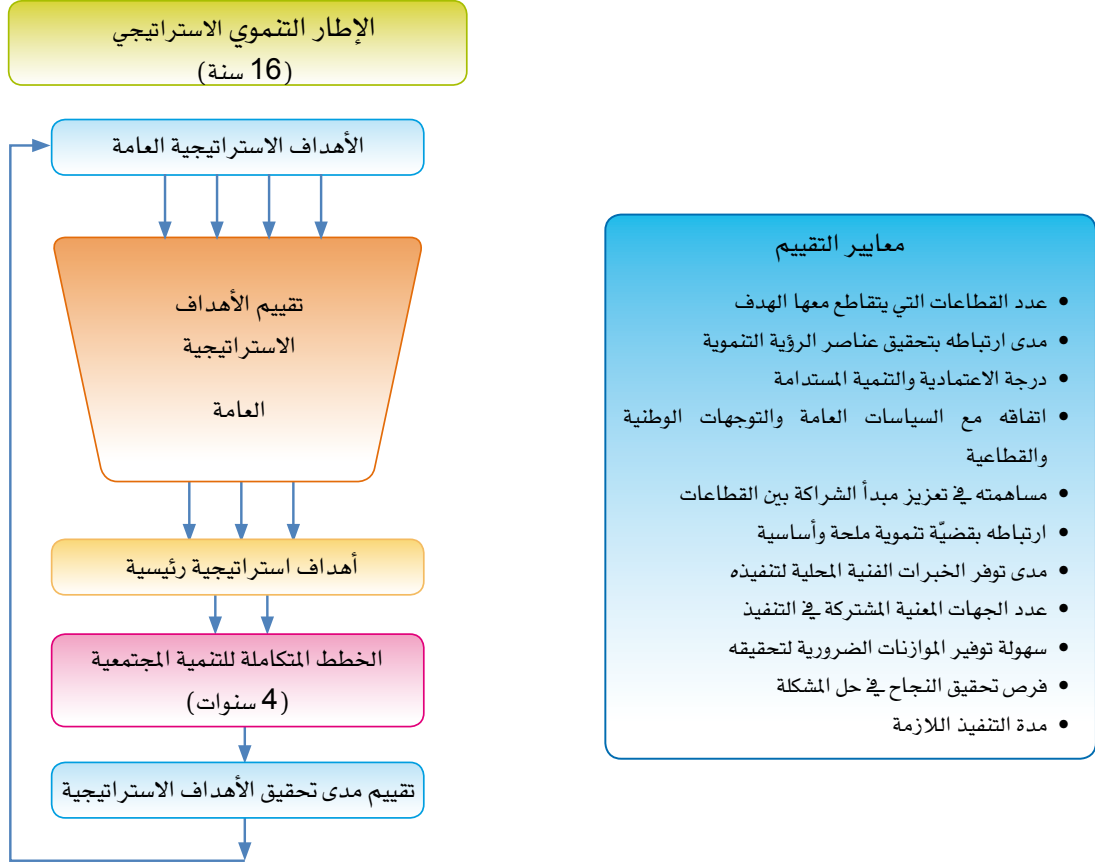 الإطار التنموي الاستراتيجي
(16 سنة)
الأهداف الاستراتيجية العامة
تقييم الأهداف
الاستراتيجية
العامة
أهداف استراتيجية رئيسية
الخطط المتكاملة للتنمية المجتمعية
(4 سنوات)
تقييم مدى تحقيق الأهداف الاستراتيجية
معايير التقييم
• عدد القطاعات التي يتقاطع معها الهدف
• مدى ارتباطه بتحقيق عناصر الرؤية التنموية
• درجة الاعتمادية والتنمية المستدامة
• اتفاقه مع السياسات العامة والتوجهات الوطنية
والقطاعية
• مساهمته في تعزيز مبدأ الشراكة بين القطاعات
• ارتباطه بقضيّة تنموية ملحة وأساسية
• مدى توفر الخبرات الفنية المحلية لتنفيذه
• عدد الجهات المعنية المشتركة في التنفيذ
• سهولة توفير الموازنات الضرورية لتحقيقه
• فرص تحقيق النجاح في حل المشكلة
• مدة التنفيذ اللازمة